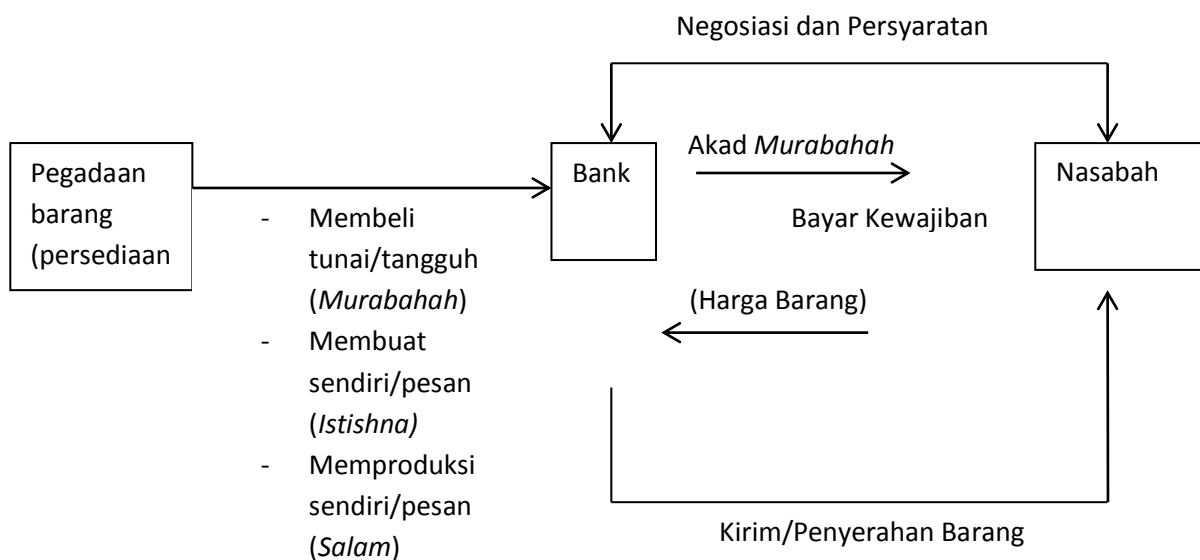 Negosiasi dan Persyaratan
Pegadaan
barang
(persediaan
- Membeli
tunai/tangguh
(Murabahah)
- Membuat
sendiri/pesan
(Istishna)
- Memproduksi
sendiri/pesan
(Salam)
Bank
Akad Murabahah
Bayar Kewajiban
(Harga Barang)
Nasabah
Kirim/Penyerahan Barang